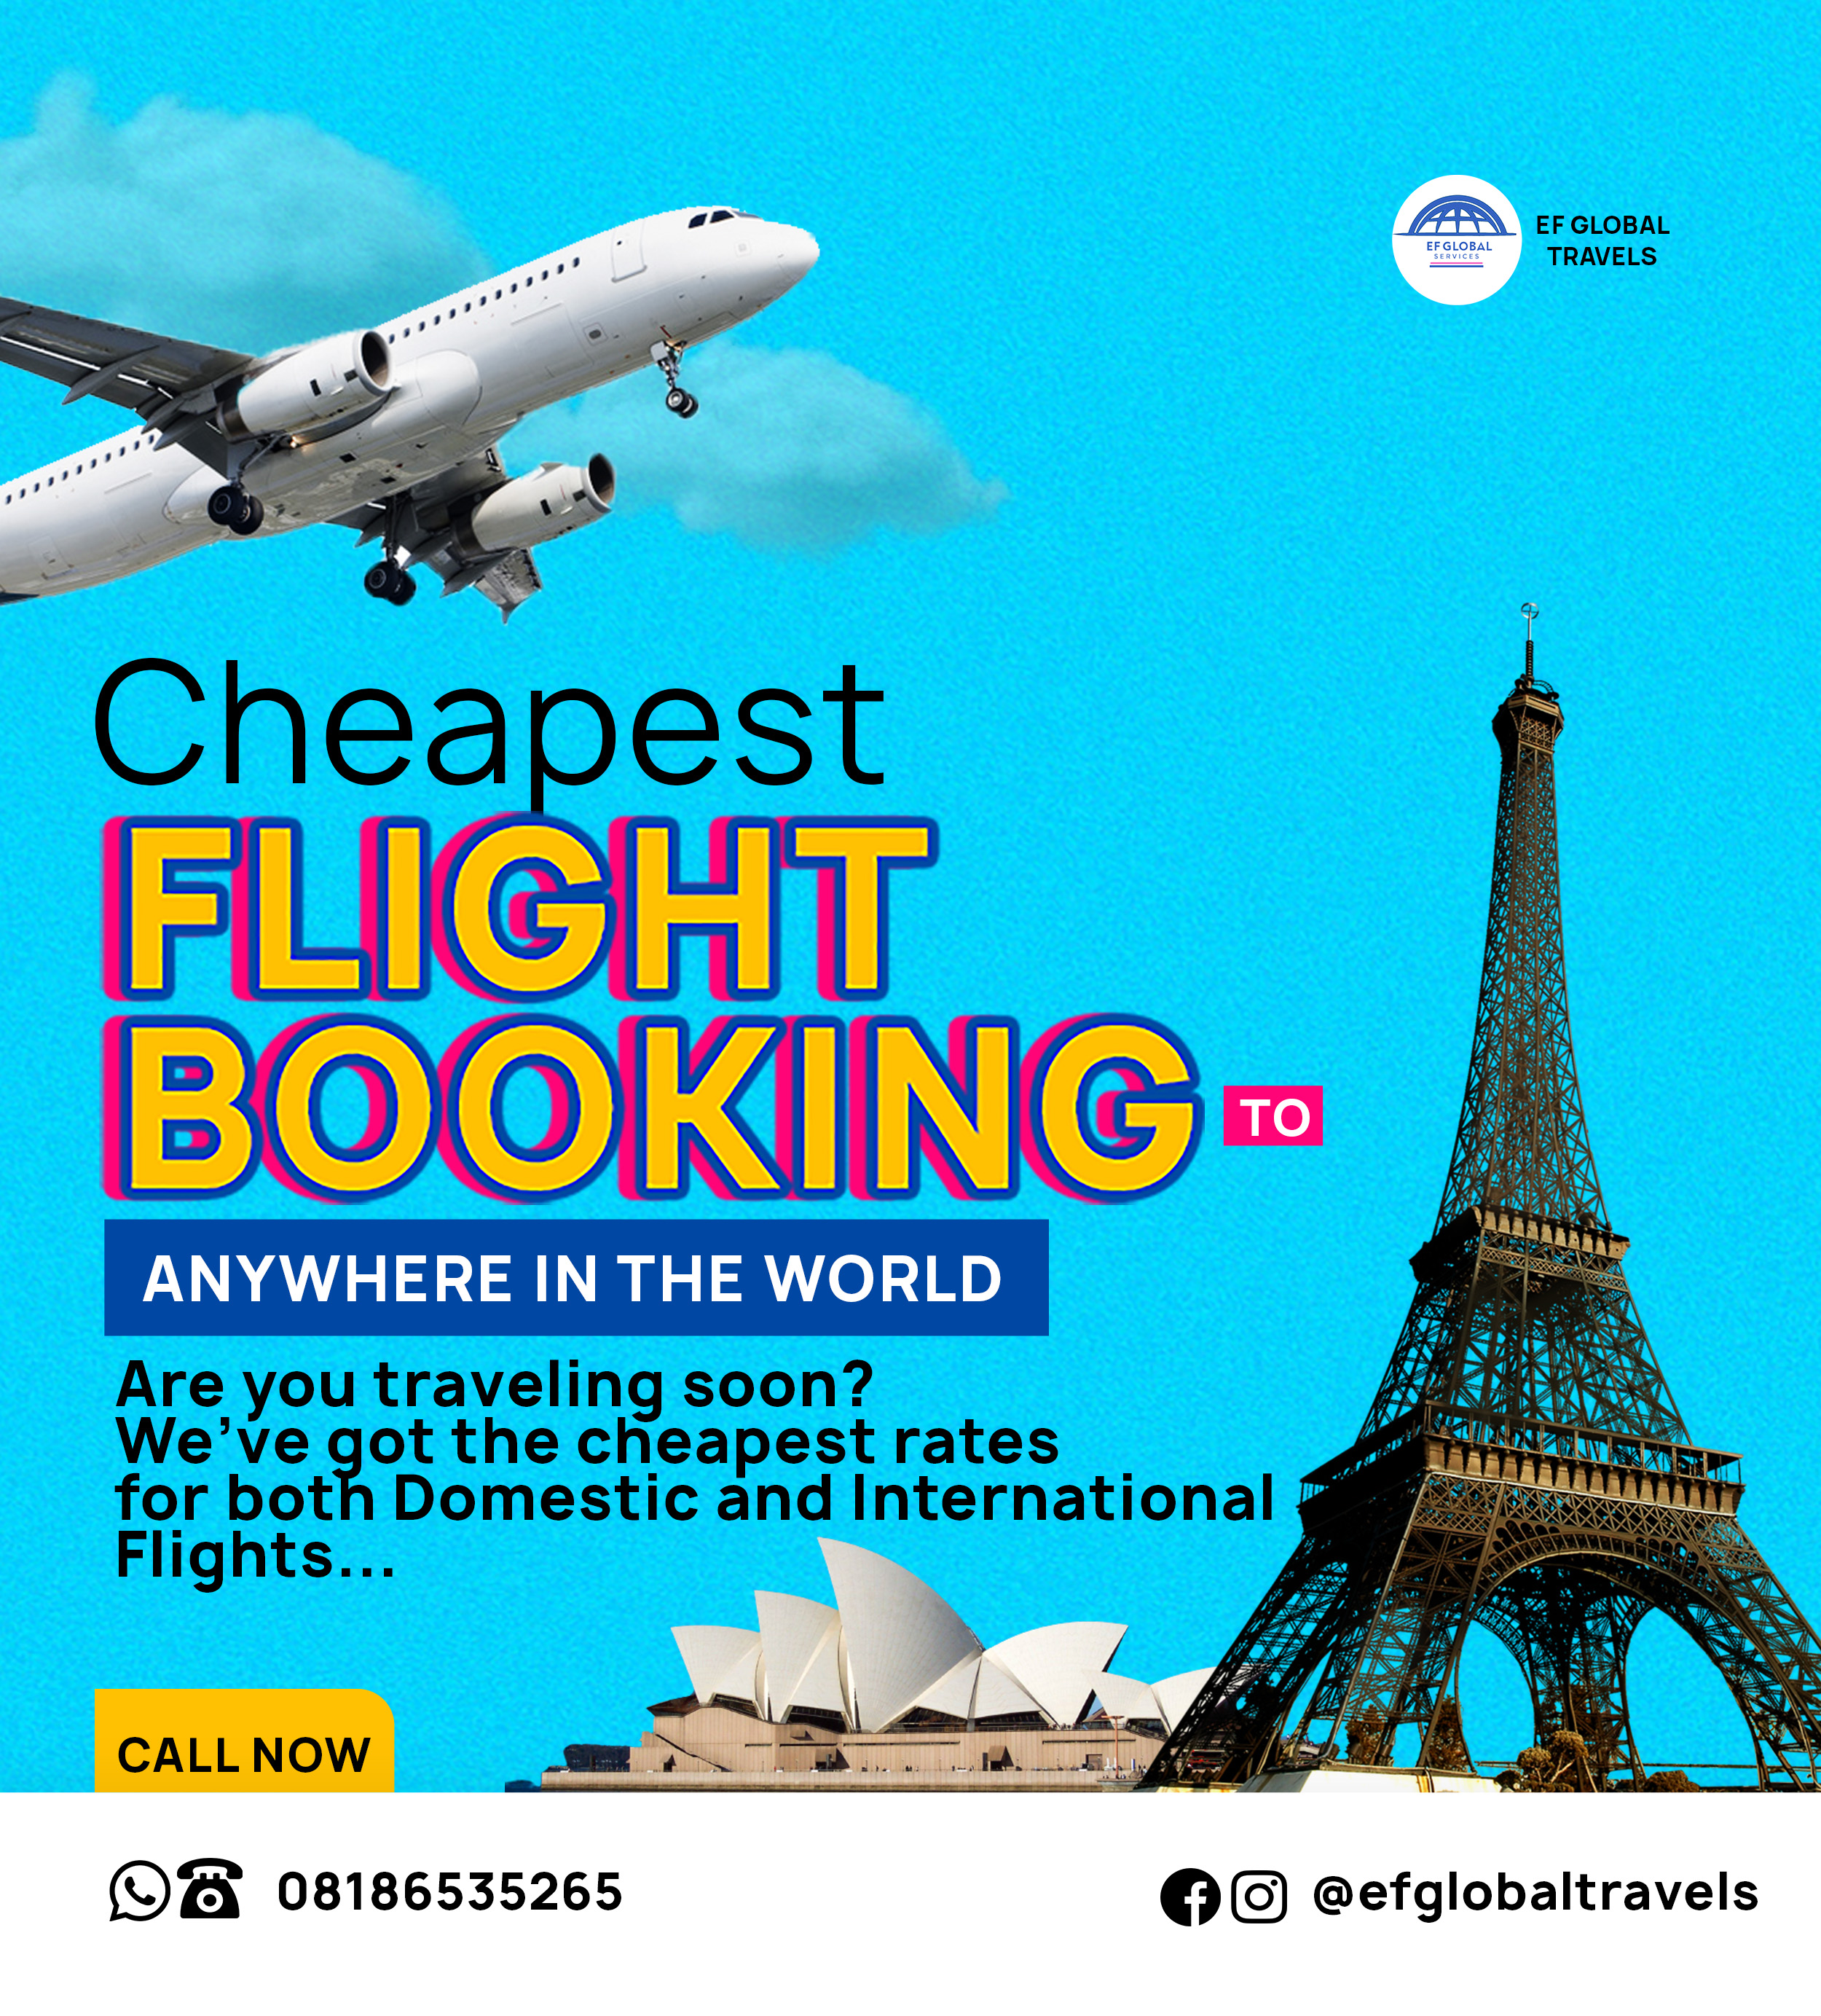 EF GLOBAL
SERVICES
EF GLOBAL
TRAVELS
Cheapest
FLIGHT
BOOKING
TO
ANYWHERE IN THE WORLD
Are you traveling soon?
We've got the cheapest rates
for both Domestic and International
Flights...
CALL NOW
08186535265
@efglobaltravels